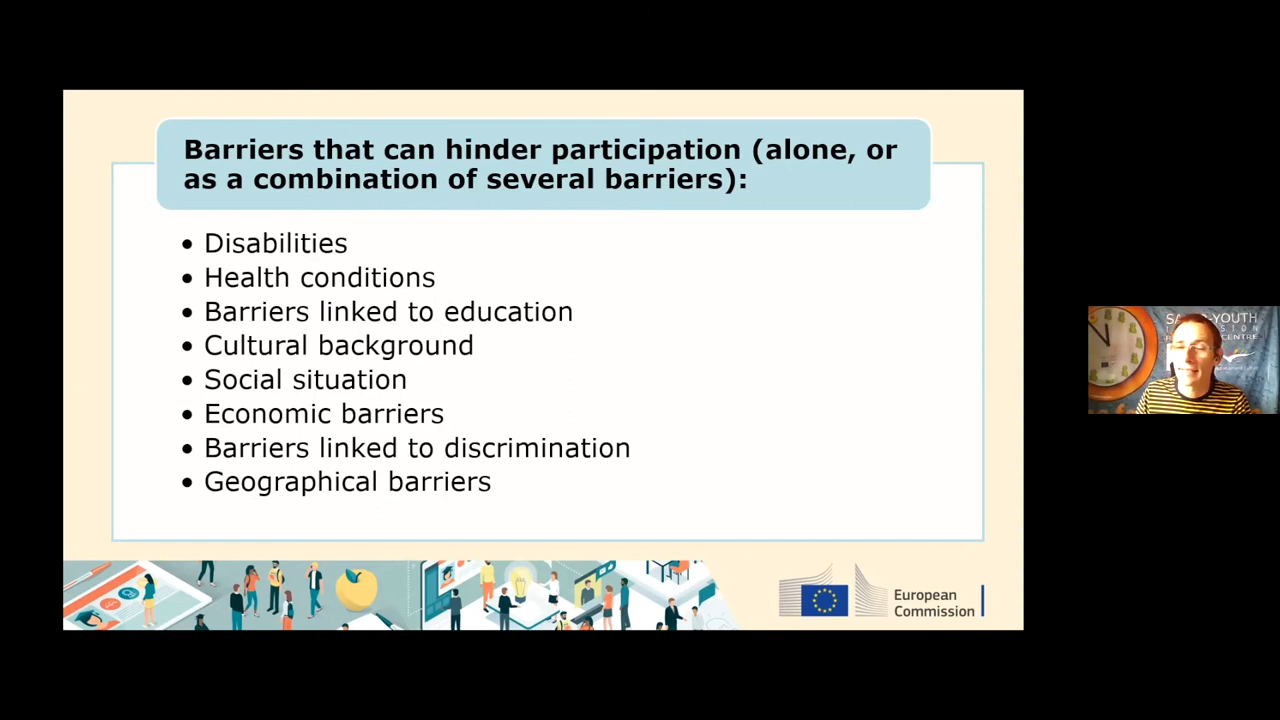 Barriers that can hinder participation (alone, or
as a combination of several barriers):
• Disabilities
• Health conditions
• Barriers linked to education
• Cultural background
• Social situation
• Economic barriers
• Barriers linked to discrimination
• Geographical barriers
European
Commission
YOUTH